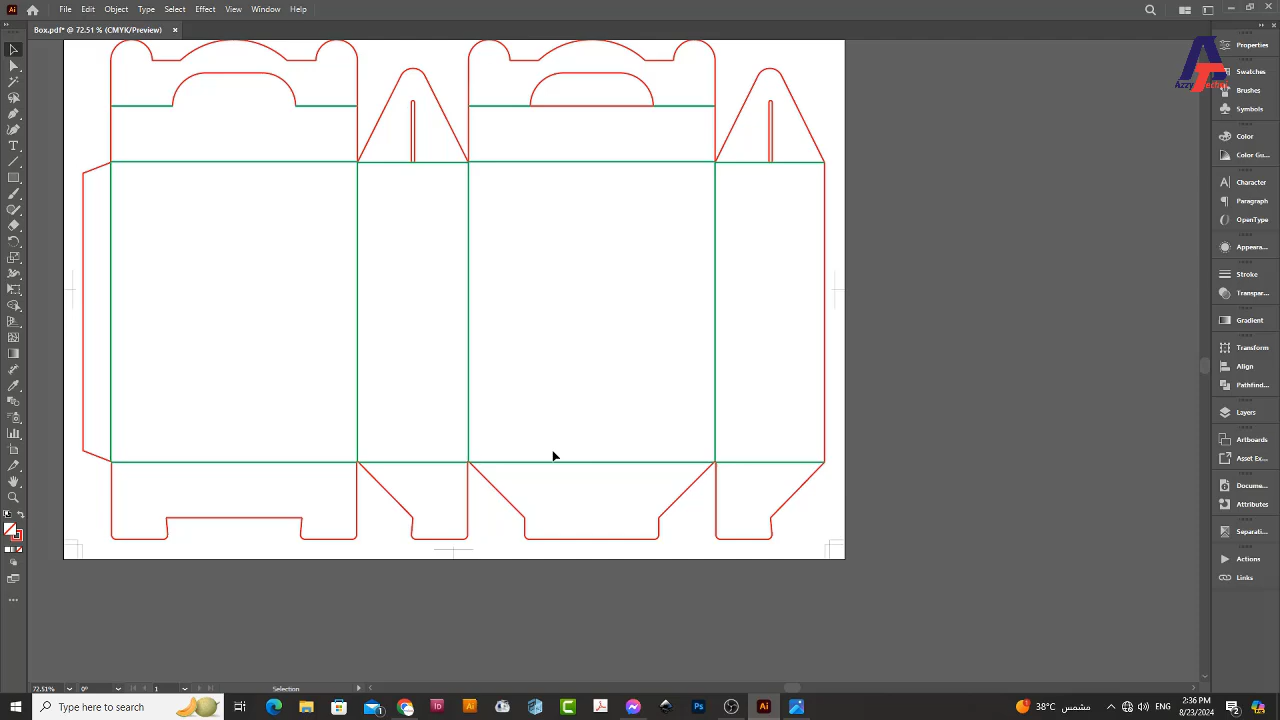 Ai File Edit Object Type Select Effect View Window Help
Box.pdf* @ 72.51 % (CMYK/Preview) ×
Properties
Swatches
Brushes
Symbols
Color
Color Gu...
Character
Paragraph
OpenType
Appeara...
Stroke
Transpar...
Gradient
Transform
Align
Pathfind...
Layers
Artboards
Asset Ex...
Docume...
Attributes
Separati...
Actions
Links
72.51% 0° 1 Selection
Type here to search
38°C مشمس ENG 2:36 PM
8/23/2024